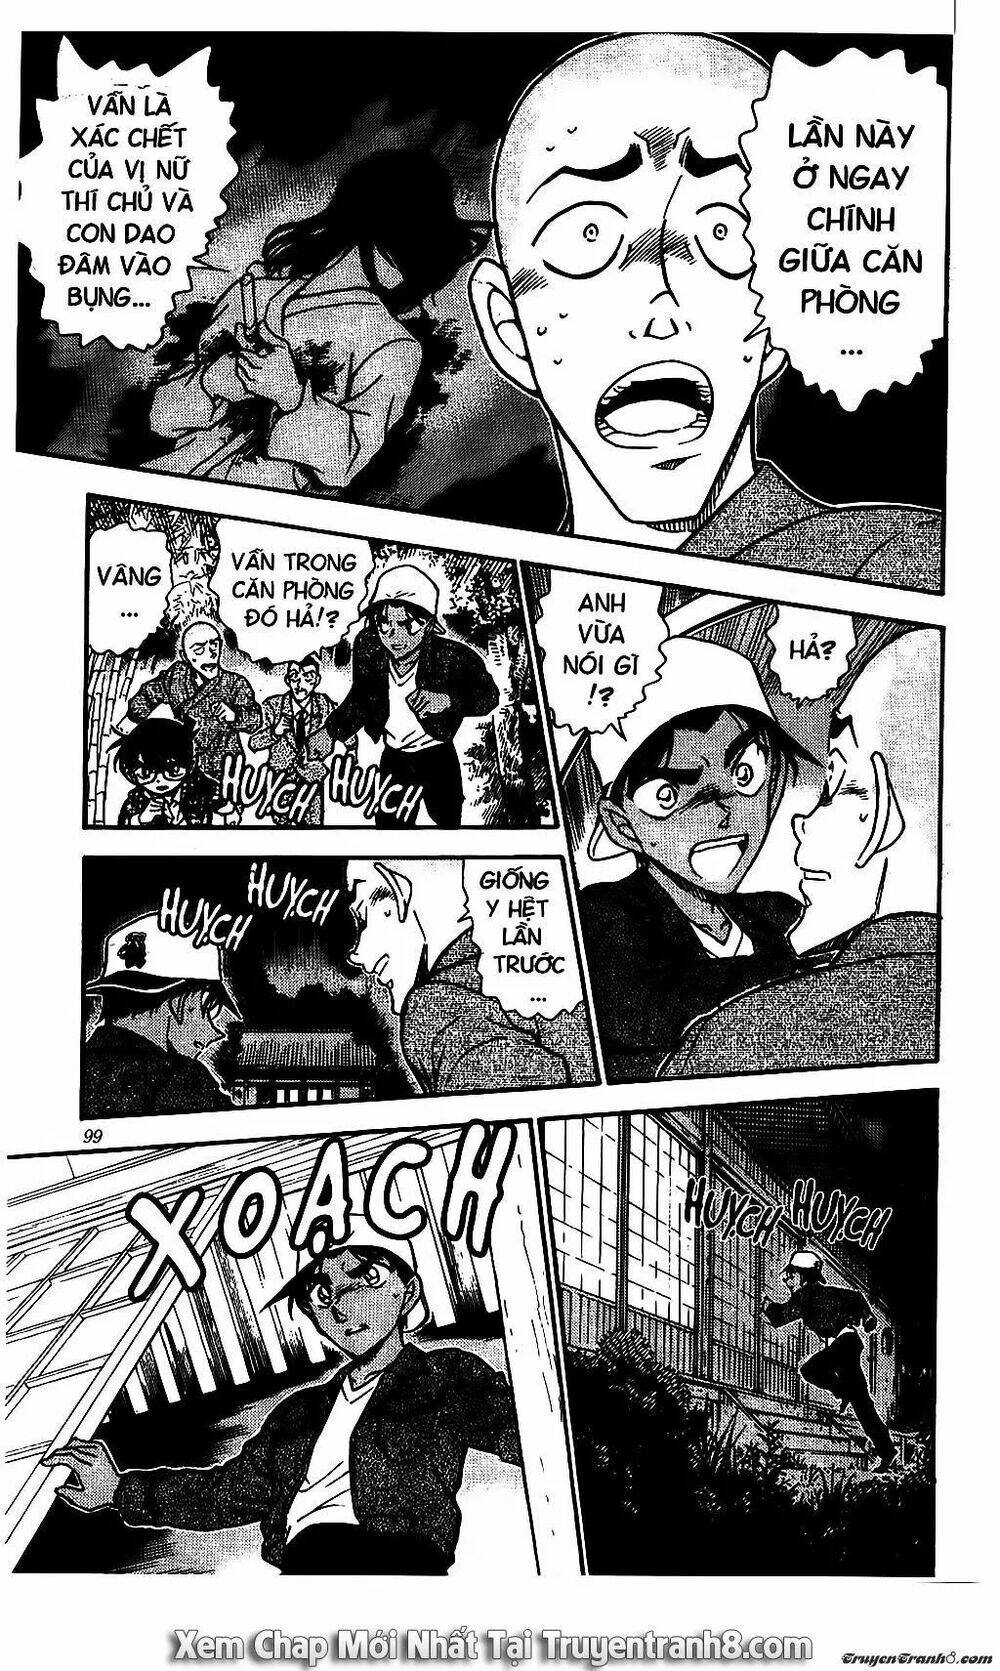 LẦN NÀY
Ở NGAY
CHÍNH
GIỮA CĂN
PHÒNG
...
VẪN LÀ
XÁC CHẾT
CỦA VỊ NỮ
THÍ CHỦ VÀ
CON DAO
ĐÂM VÀO
BỤNG...
HẢ?
ANH
VỪA
NÓI GÌ
!?
VẪN TRONG
CĂN PHÒNG
ĐÓ HẢ!?
VÂNG
...
HUỴCH
HUỴCH
GIỐNG
Y HỆT
LẦN
TRƯỚC
...
HUỴCH
HUỴCH
99
HUỴCH
HUỴCH
XOẠCH
Xem Chap Mới Nhất Tại Truyentranh8.com
TruyenTranh8.com